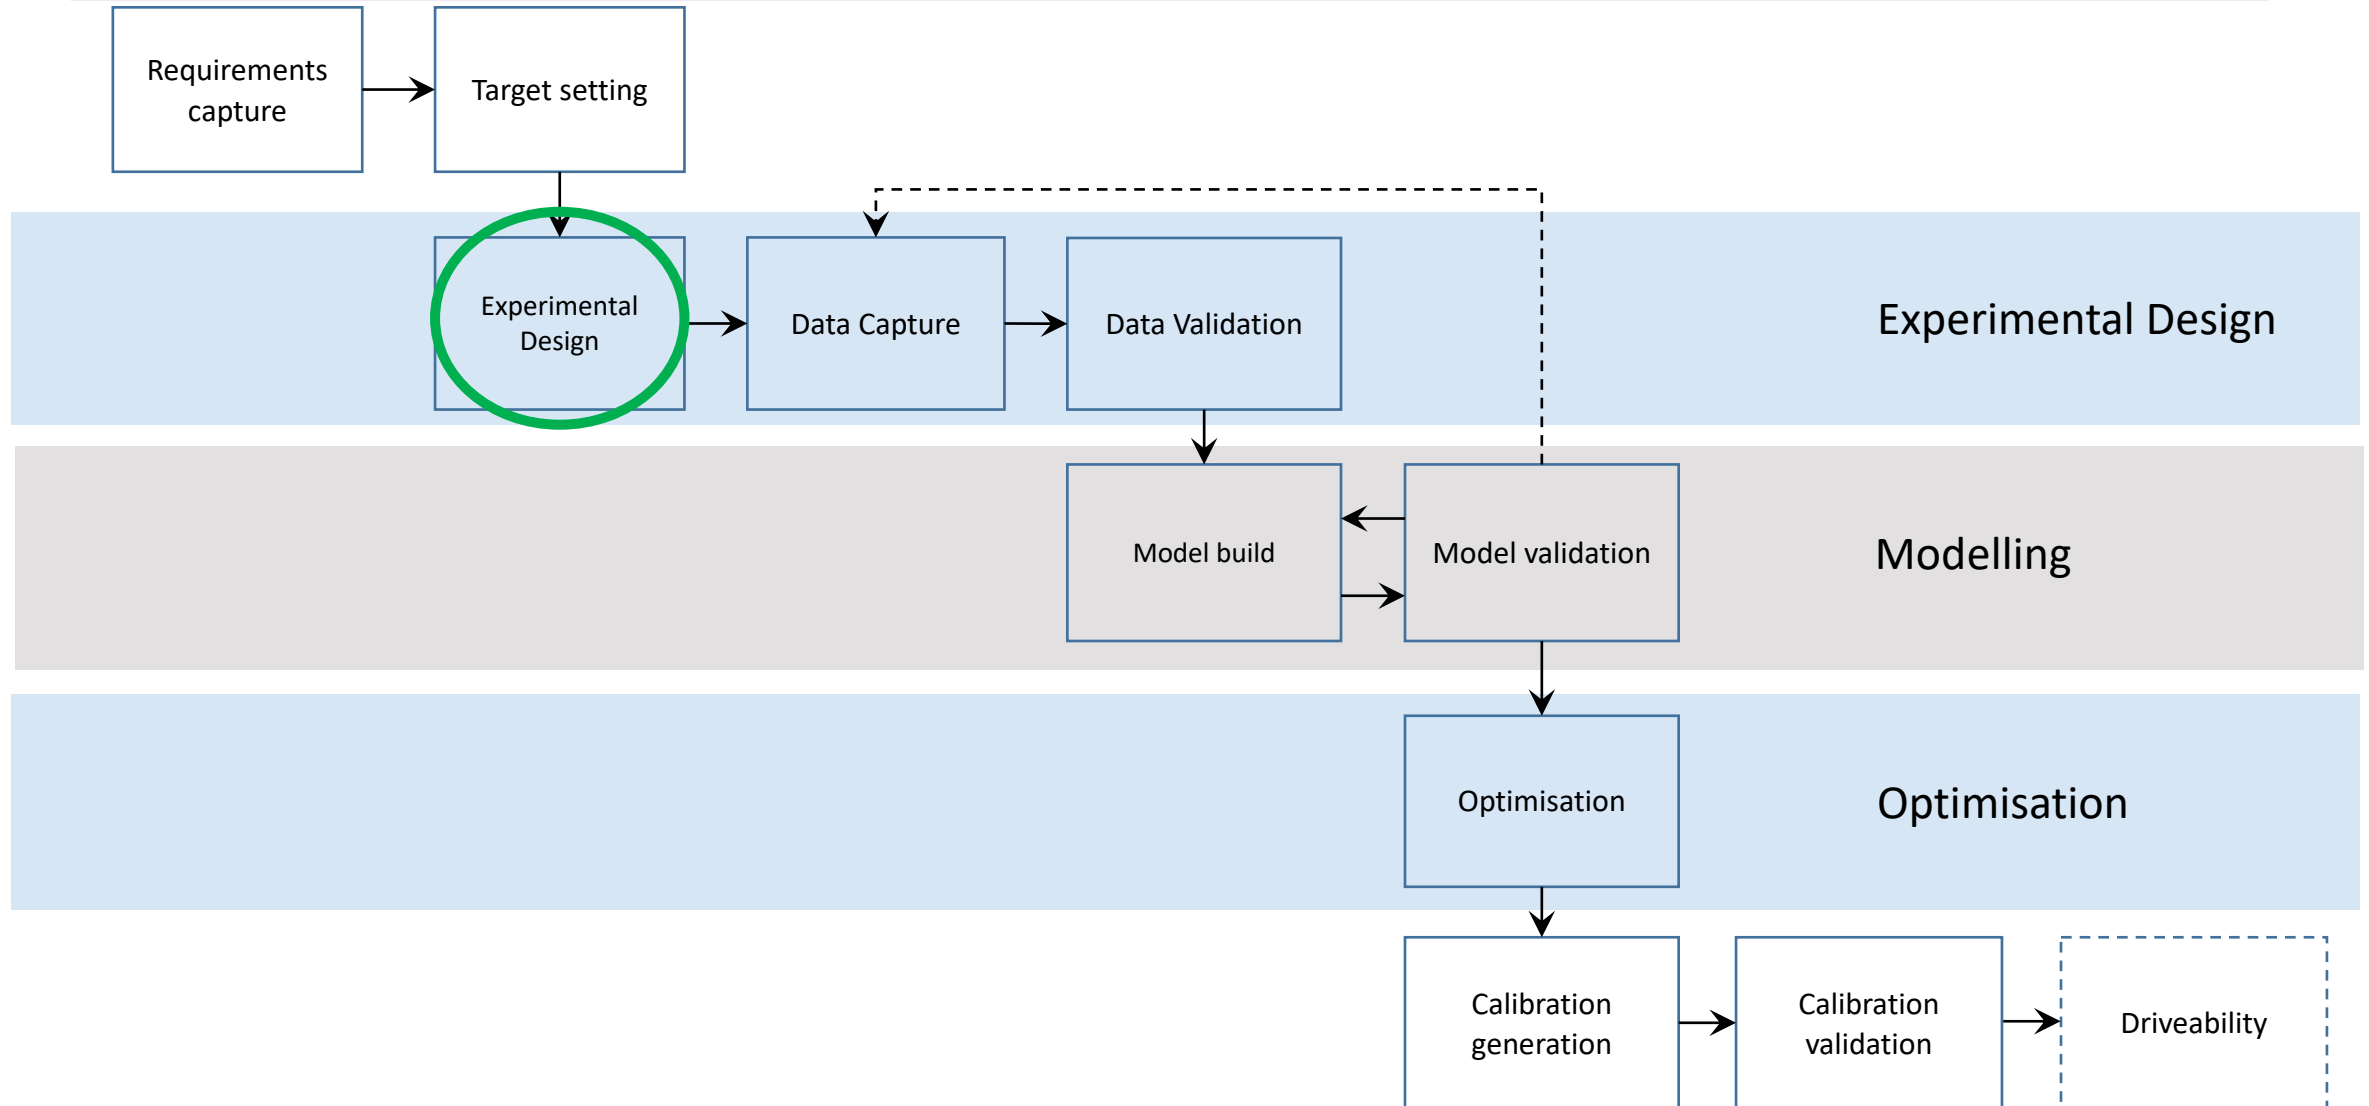 Requirements
capture
Target setting
Experimental
Design
Data Capture
Data Validation
Experimental Design
Model build
Model validation
Modelling
Optimisation
Optimisation
Calibration
generation
Calibration
validation
Driveability